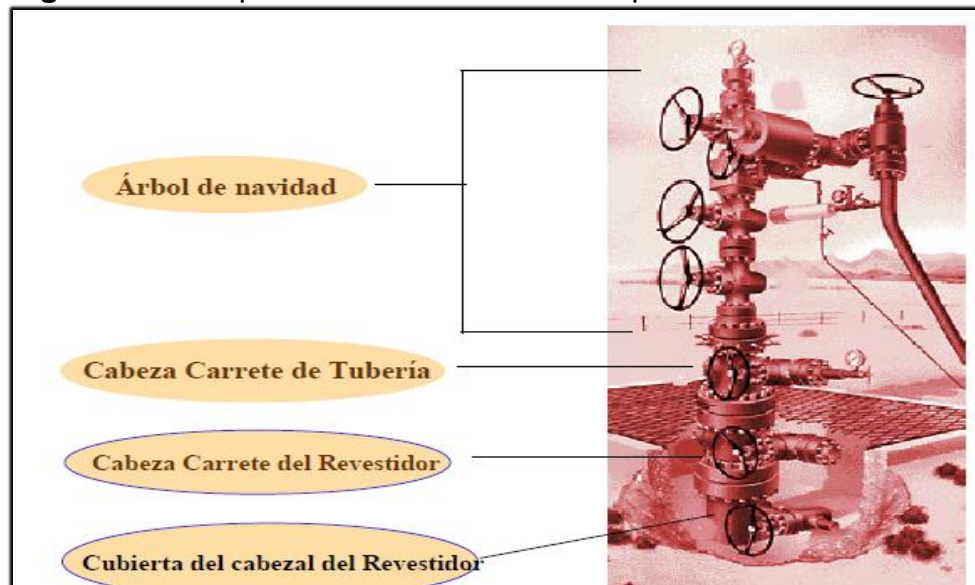 Árbol de navidad
Cabeza Carrete de Tubería
Cabeza Carrete del Revestidor
Cubierta del cabezal del Revestidor